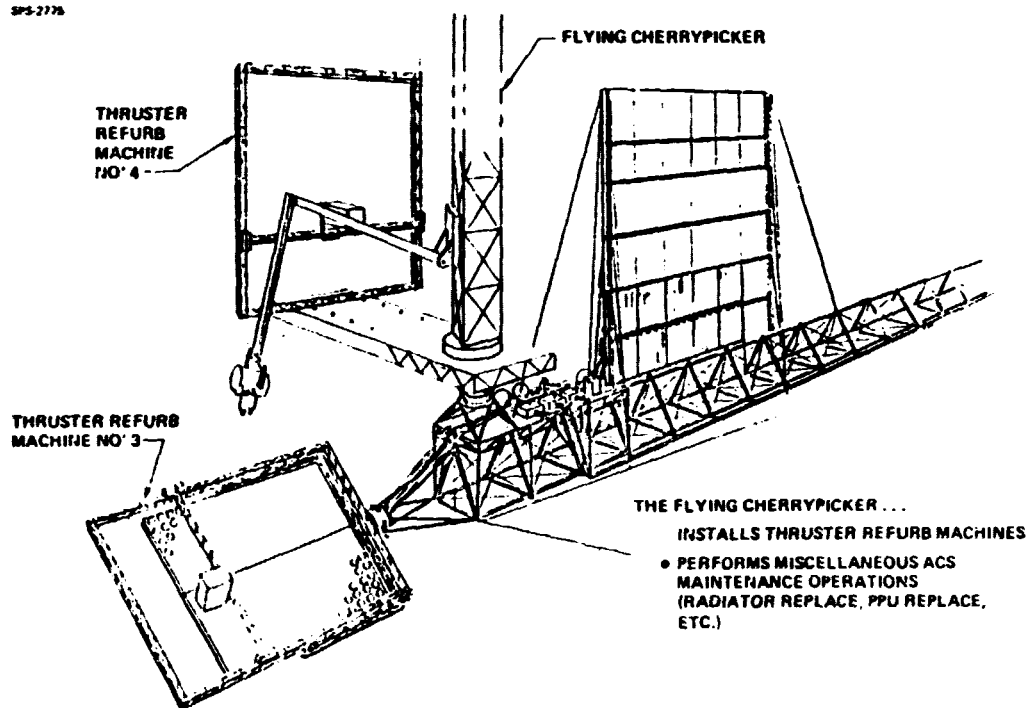 SPS-2775
FLYING CHERRYPICKER
THRUSTER
REFURB
MACHINE
NO' 4
THRUSTER REFURB
MACHINE NO' 3
THE FLYING CHERRYPICKER ...
INSTALLS THRUSTER REFURB MACHINES
• PERFORMS MISCELLANEOUS ACS
MAINTENANCE OPERATIONS
(RADIATOR REPLACE, PPU REPLACE,
ETC.)